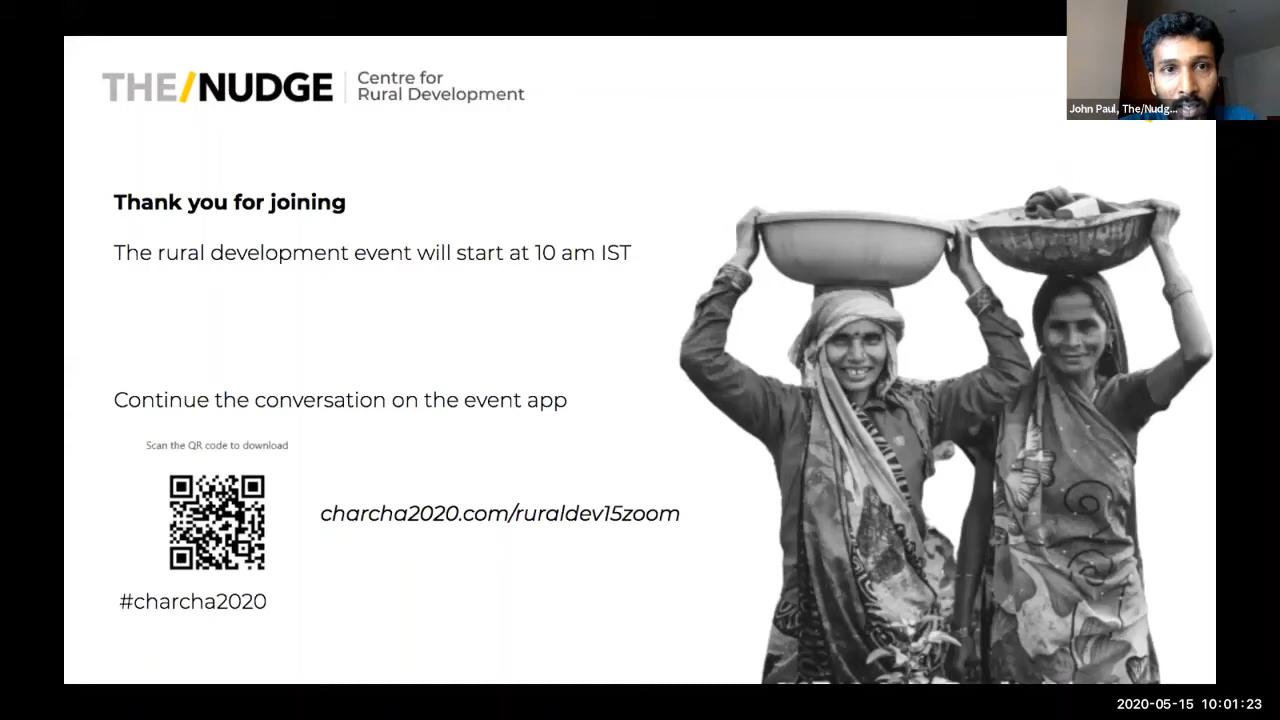 THE/NUDGE
Centre for
Rural Development
John Paul, The/Nudg...
Thank you for joining
The rural development event will start at 10 am IST
Continue the conversation on the event app
Scan the QR code to download
charcha2020.com/ruraldev15zoom
#charcha2020
2020-05-15 10:01:23